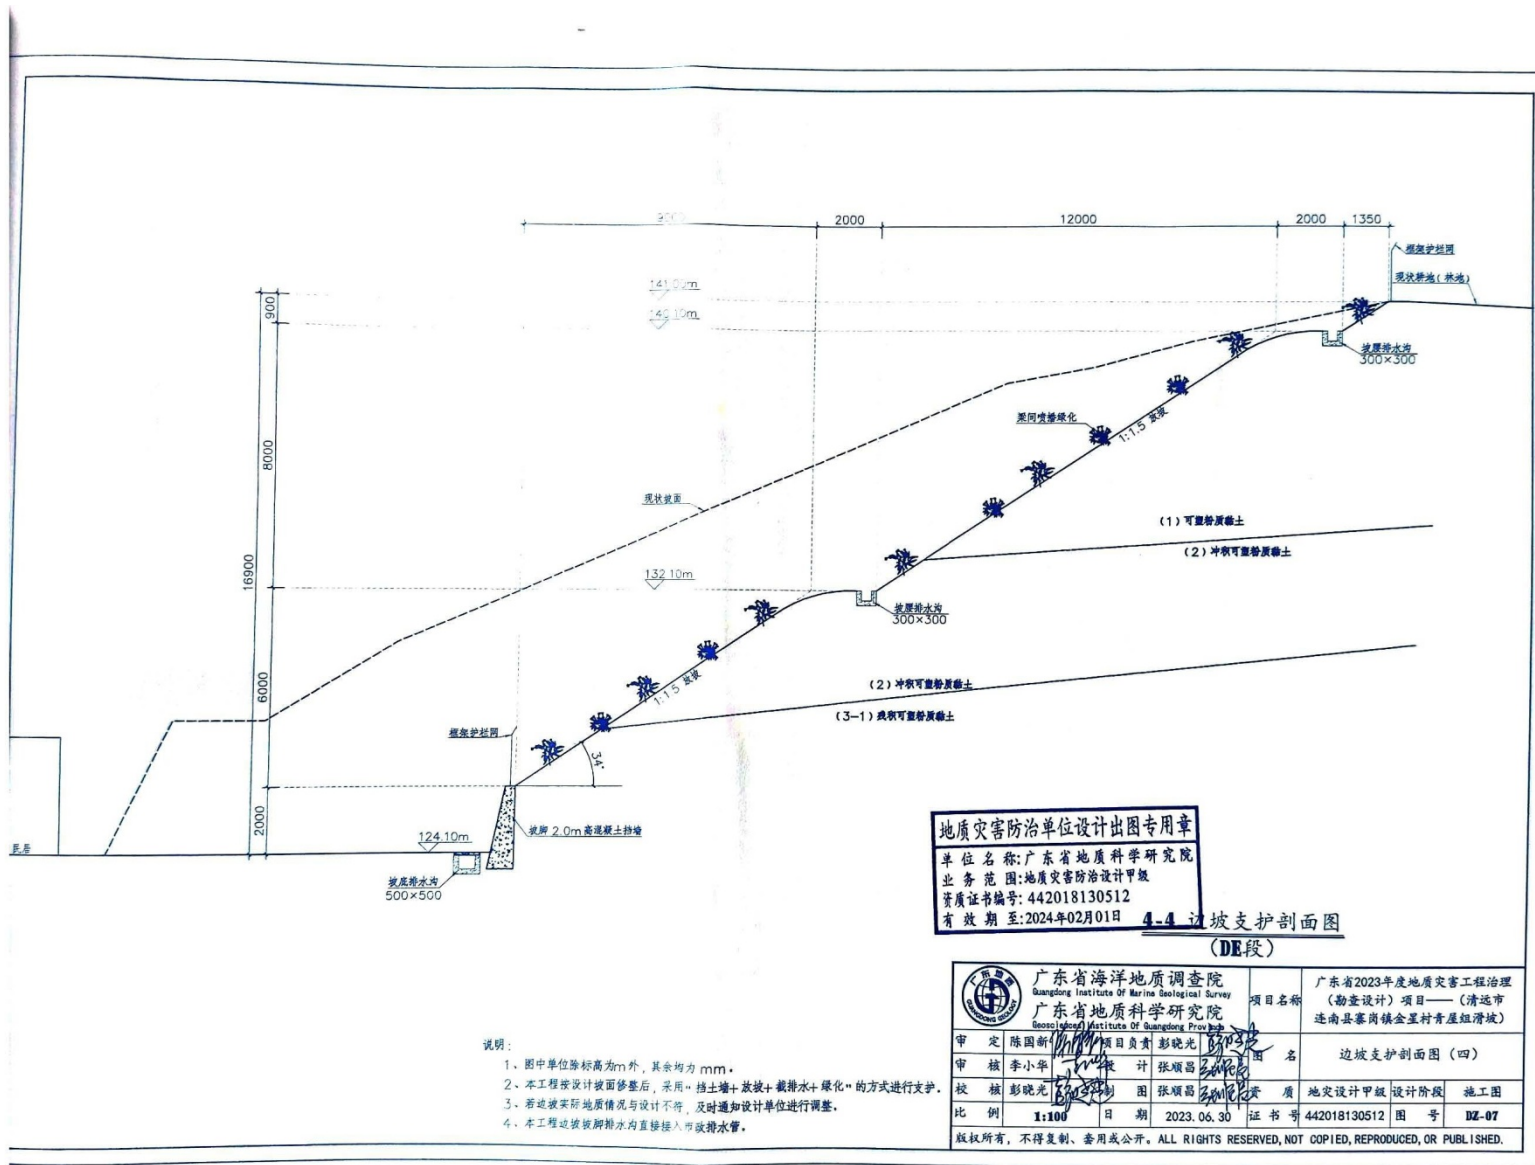 9000 2000 12000 2000 1350
框架护栏网
现状耕地(林地)
141.00m
140.10m
900
坡腰排水沟
300×300
梁间喷播绿化
1:1.5 放坡
8000
现状坡面
(1)可塑粉质黏土
(2)冲积可塑粉质黏土
16900
132.10m
坡腰排水沟
300×300
6000
1:1.5 放坡
(2)冲积可塑粉质黏土
(3-1)残积可塑粉质黏土
框架护栏网
34°
2000
124.10m
坡脚 2.0m高混凝土挡墙
民居
坡底排水沟
500×500
地质灾害防治单位设计出图专用章
单位名称:广东省地质科学研究院
业务范围:地质灾害防治设计甲级
资质证书编号:442018130512
有效期至:2024年02月01日
4-4 边坡支护剖面图
(DE段)
说明:
1、图中单位除标高为m外,其余均为 mm。
2、本工程按设计坡面修整后,采用“挡土墙+放坡+截排水+绿化”的方式进行支护。
3、若边坡实际地质情况与设计不符,及时通知设计单位进行调整。
4、本工程边坡坡脚排水沟直接接入市政排水管。
广东地质
GUANGDONG GEOLOGY
广东省海洋地质调查院
Guangdong Institute Of Marine Geological Survey
广东省地质科学研究院
Geosciences Institute Of Guangdong Province
项目名称
广东省2023年度地质灾害工程治理
(勘查设计)项目——(清远市
连南县寨岗镇金星村青屋组滑坡)
审定 陈国新 项目负责 彭晓光
审核 李小华 设计 张顺昌
图名 边坡支护剖面图(四)
校核 彭晓光 制图 张顺昌 资质 地灾设计甲级 设计阶段 施工图
比例 1:100 日期 2023.06.30 证书号 442018130512 图号 DZ-07
版权所有,不得复制、套用或公开。ALL RIGHTS RESERVED,NOT COPIED,REPRODUCED,OR PUBLISHED.